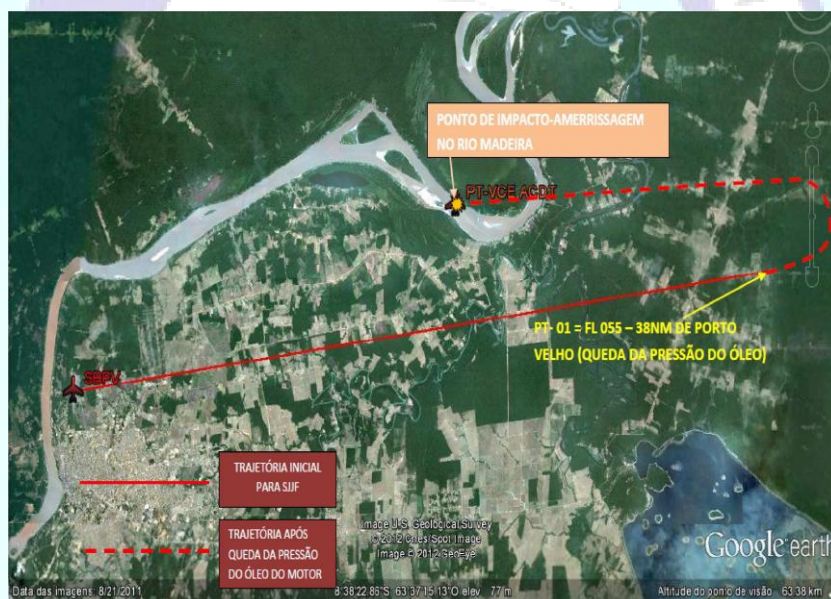 PONTO DE IMPACTO-AMERRISSAGEM
NO RIO MADEIRA
PT-VCE ACDT
PT- 01 = FL 055 – 38NM DE PORTO
VELHO (QUEDA DA PRESSÃO DO ÓLEO)
SBPV
TRAJETÓRIA INICIAL
PARA SJJF
TRAJETÓRIA APÓS
QUEDA DA PRESSÃO
DO ÓLEO DO MOTOR
Image U.S. Geological Survey
© 2012 Cnes/Spot Image
Image © 2012 GeoEye
Google earth
Data das imagens: 8/21/2011
8°38'22.86"S 63°37'15.13"O elev 77 m
Altitude do ponto de visão 63.38 km